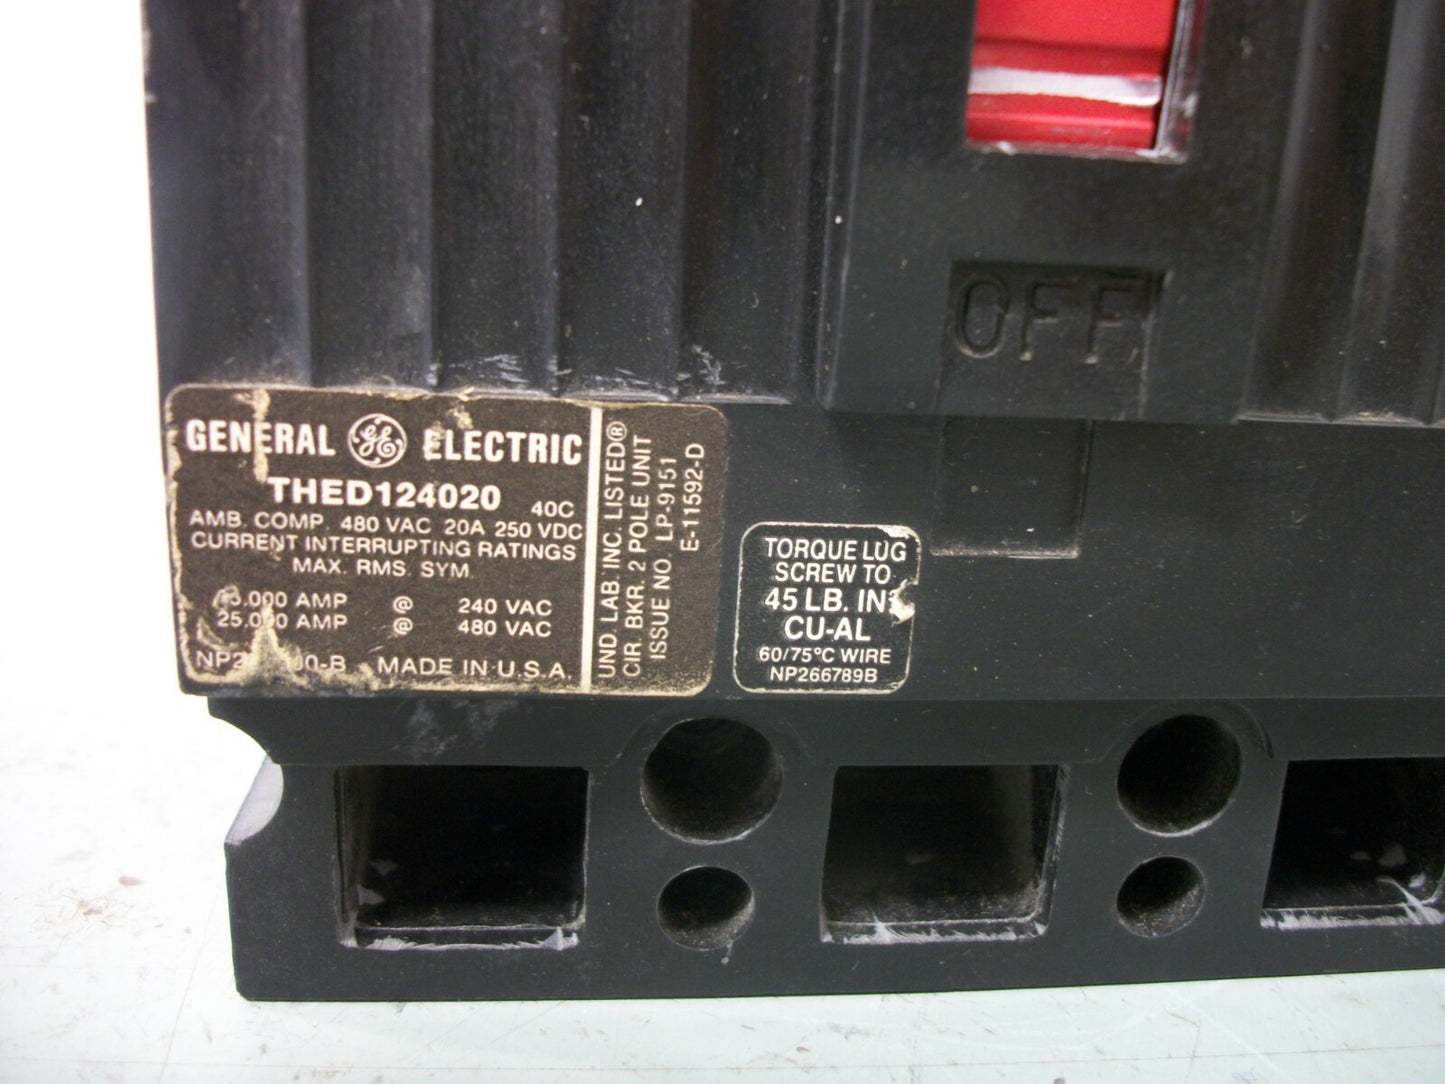 OFF
GENERAL GE ELECTRIC
THED124020 40C
AMB. COMP. 480 VAC 20A 250 VDC
CURRENT INTERRUPTING RATINGS
MAX. RMS. SYM.
@ 240 VAC
AMP @ 480 VAC
MADE IN U.S.A.
UND. LAB. INC. LISTED®
CIR. BKR. 2 POLE UNIT
ISSUE NO. LP-9151
E-11592-D
TORQUE LUG
SCREW TO
45 LB. IN
CU-AL
60/75°C WIRE
NP266789B